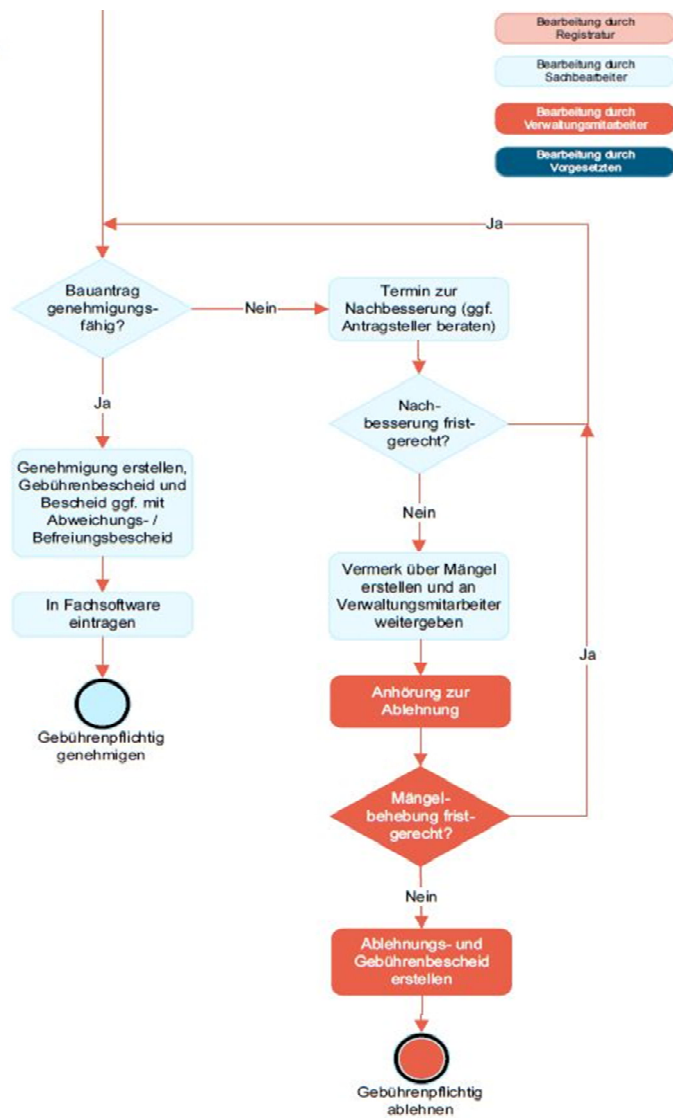 Bearbeitung durch
Registratur
Bearbeitung durch
Sachbearbeiter
Bearbeitung durch
Verwaltungsmitarbeiter
Bearbeitung durch
Vorgesetzten
Ja
Bauantrag
genehmigungs-
fähig?
Nein
Termin zur
Nachbesserung (ggf.
Antragsteller beraten)
Ja
Nach-
besserung frist-
gerecht?
Genehmigung erstellen,
Gebührenbescheid und
Bescheid ggf. mit
Abweichungs- /
Befreiungsbescheid
Nein
Vermerk über Mängel
erstellen und an
Verwaltungsmitarbeiter
weitergeben
In Fachsoftware
eintragen
Ja
Anhörung zur
Ablehnung
Gebührenpflichtig
genehmigen
Mängel-
behebung frist-
gerecht?
Nein
Ablehnungs- und
Gebührenbescheid
erstellen
Gebührenpflichtig
ablehnen